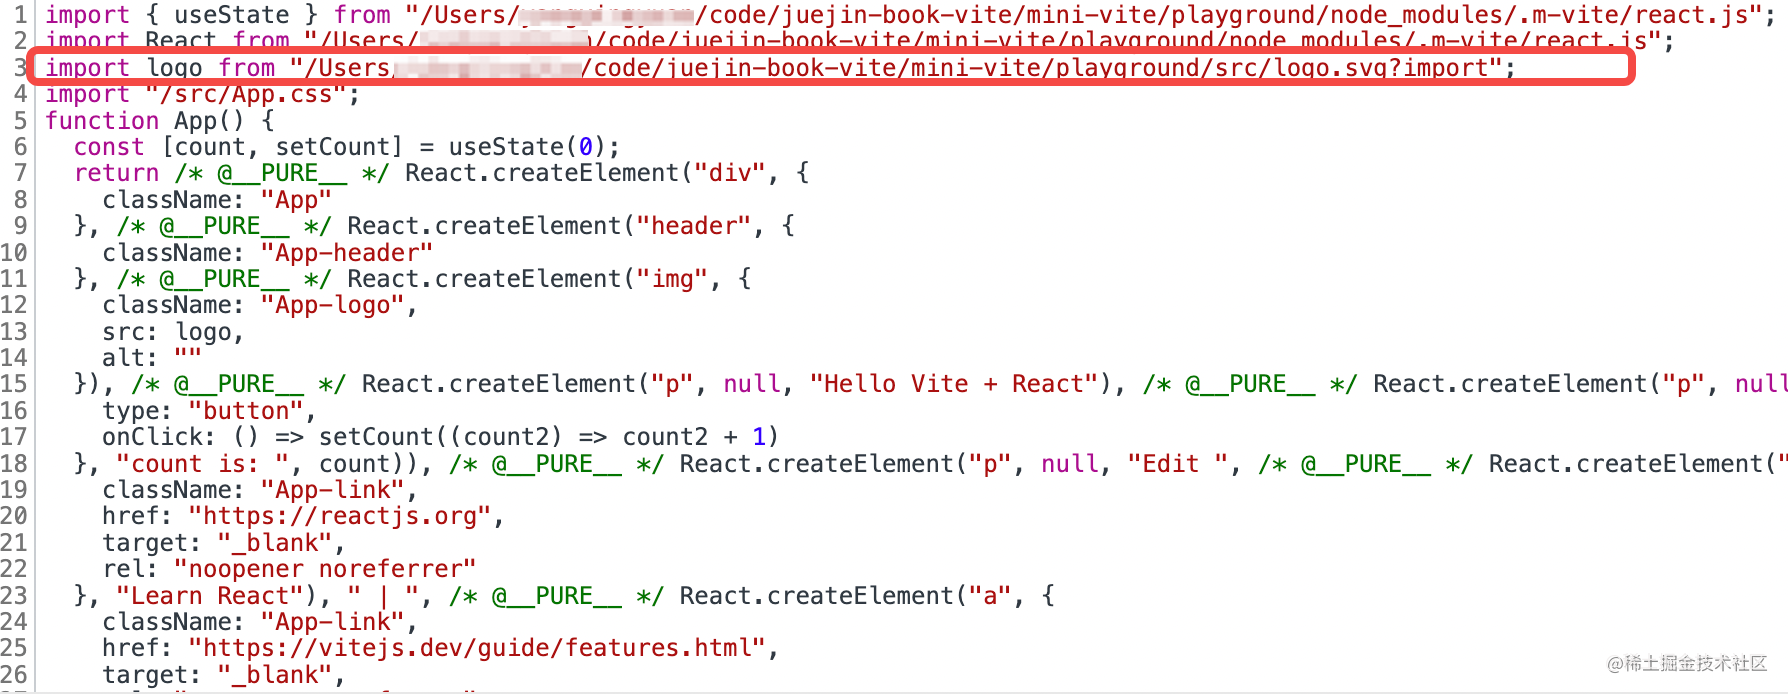 1 import { useState } from "/Users/ /code/juejin-book-vite/mini-vite/playground/node_modules/.m-vite/react.js";
2 import React from "/Users/ /code/juejin-book-vite/mini-vite/playground/node_modules/.m-vite/react.js";
3 import logo from "/Users/ /code/juejin-book-vite/mini-vite/playground/src/logo.svg?import";
4 import "/src/App.css";
5 function App() {
6   const [count, setCount] = useState(0);
7   return /* @__PURE__ */ React.createElement("div", {
8     className: "App"
9   }, /* @__PURE__ */ React.createElement("header", {
10     className: "App-header"
11   }, /* @__PURE__ */ React.createElement("img", {
12     className: "App-logo",
13     src: logo,
14     alt: ""
15   }), /* @__PURE__ */ React.createElement("p", null, "Hello Vite + React"), /* @__PURE__ */ React.createElement("p", null
16     type: "button",
17     onClick: () => setCount((count2) => count2 + 1)
18   }, "count is: ", count)), /* @__PURE__ */ React.createElement("p", null, "Edit ", /* @__PURE__ */ React.createElement("
19     className: "App-link",
20     href: "https://reactjs.org",
21     target: "_blank",
22     rel: "noopener noreferrer"
23   }, "Learn React"), " | ", /* @__PURE__ */ React.createElement("a", {
24     className: "App-link",
25     href: "https://vitejs.dev/guide/features.html",
26     target: "_blank",
@稀土掘金技术社区